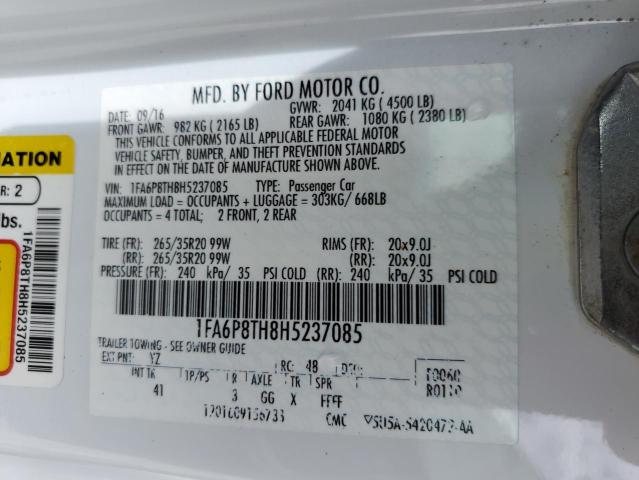 MFD. BY FORD MOTOR CO.
DATE: 09/16 GVWR: 2041 KG ( 4500 LB)
FRONT GAWR: 982 KG ( 2165 LB) REAR GAWR: 1080 KG ( 2380 LB)
THIS VEHICLE CONFORMS TO ALL APPLICABLE FEDERAL MOTOR
VEHICLE SAFETY, BUMPER, AND THEFT PREVENTION STANDARDS
IN EFFECT ON THE DATE OF MANUFACTURE SHOWN ABOVE.
VIN: 1FA6P8TH8H5237085 TYPE: Passenger Car
MAXIMUM LOAD = OCCUPANTS + LUGGAGE = 303KG/ 668LB
OCCUPANTS = 4 TOTAL; 2 FRONT, 2 REAR
TIRE (FR): 265/35R20 99W RIMS (FR): 20x9.0J
(RR): 265/35R20 99W (RR): 20x9.0J
PRESSURE (FR): 240 kPa/ 35 PSI COLD (RR): 240 kPa/ 35 PSI COLD
1FA6P8TH8H5237085
TRAILER TOWING - SEE OWNER GUIDE
EXT PNT: YZ RC: 48 DSO:
INT TR TP/PS R AXLE TR SPR
41 3 GG X FFFF
CMC
2
lbs.
1FA6P8TH8H5237085